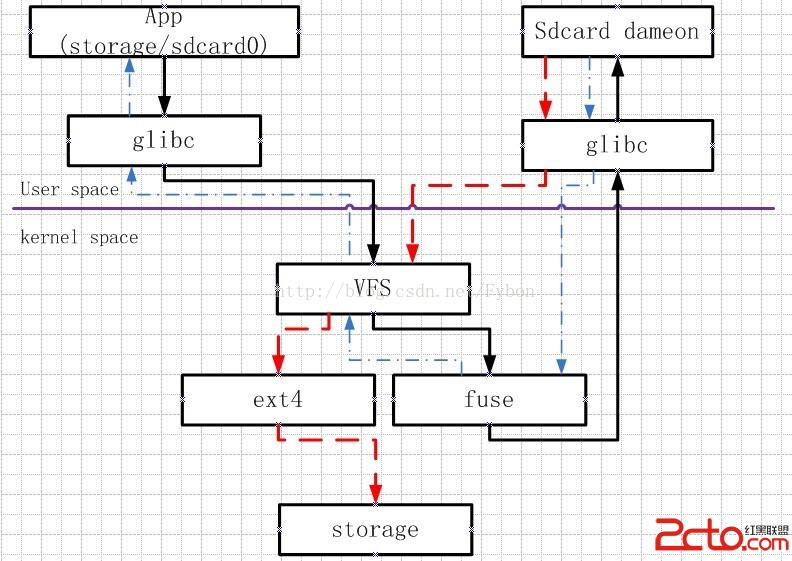 App
(storage/sdcard0)
Sdcard dameon
glibc
glibc
User space
kernel space
VFS
http://blog.csdn.net/Fybon
ext4
fuse
storage
2cto
红黑联盟
.com